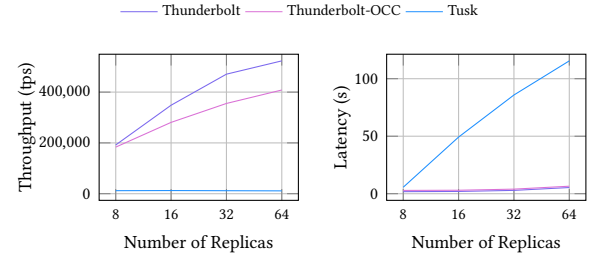 Thunderbolt Thunderbolt-OCC Tusk
Throughput (tps)
400,000
200,000
0
8 16 32 64
Number of Replicas
Latency (s)
100
50
0
8 16 32 64
Number of Replicas